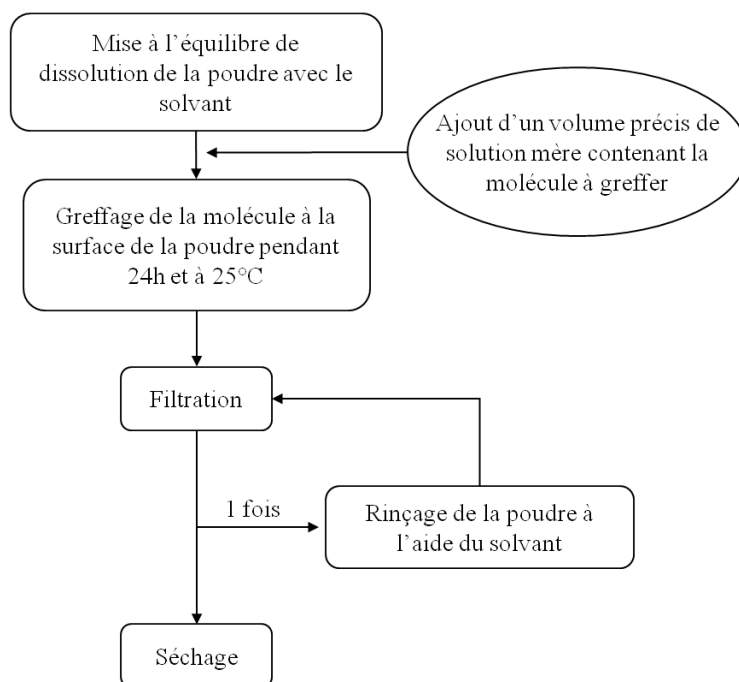 Mise à l’équilibre de
dissolution de la poudre avec le
solvant
Ajout d’un volume précis de
solution mère contenant la
molécule à greffer
Greffage de la molécule à la
surface de la poudre pendant
24h et à 25°C
Filtration
1 fois
Rinçage de la poudre à
l’aide du solvant
Séchage